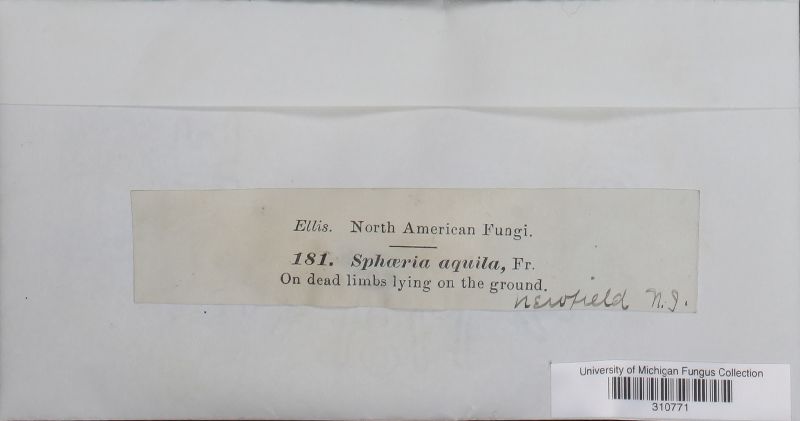 Ellis. North American Fungi.
181. Sphæria aquila, Fr.
On dead limbs lying on the ground.
Newfield N.J.
University of Michigan Fungus Collection
310771